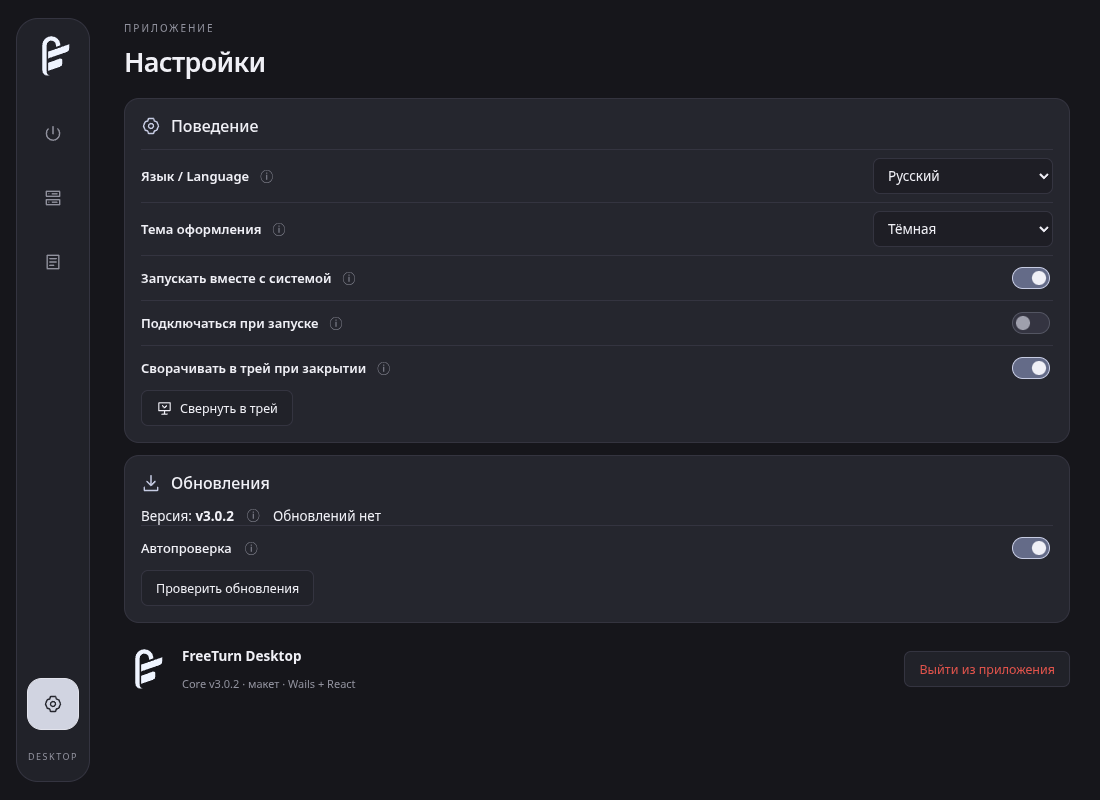 ПРИЛОЖЕНИЕ
Настройки
Поведение
Язык / Language
Русский
Тема оформления
Тёмная
Запускать вместе с системой
Подключаться при запуске
Сворачивать в трей при закрытии
Свернуть в трей
Обновления
Версия: v3.0.2 Обновлений нет
Автопроверка
Проверить обновления
FreeTurn Desktop
Core v3.0.2 · макет · Wails + React
Выйти из приложения
DESKTOP